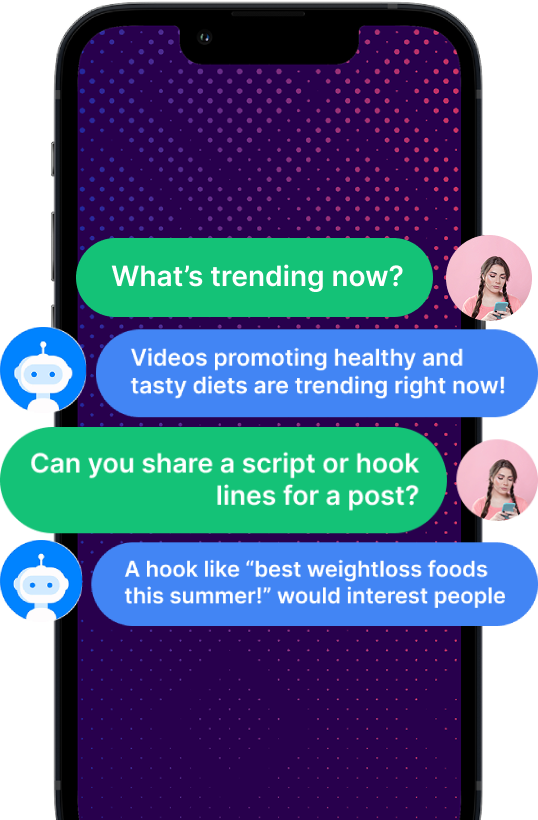 What’s trending now?
Videos promoting healthy and
tasty diets are trending right now!
Can you share a script or hook
lines for a post?
A hook like “best weightloss foods
this summer!” would interest people